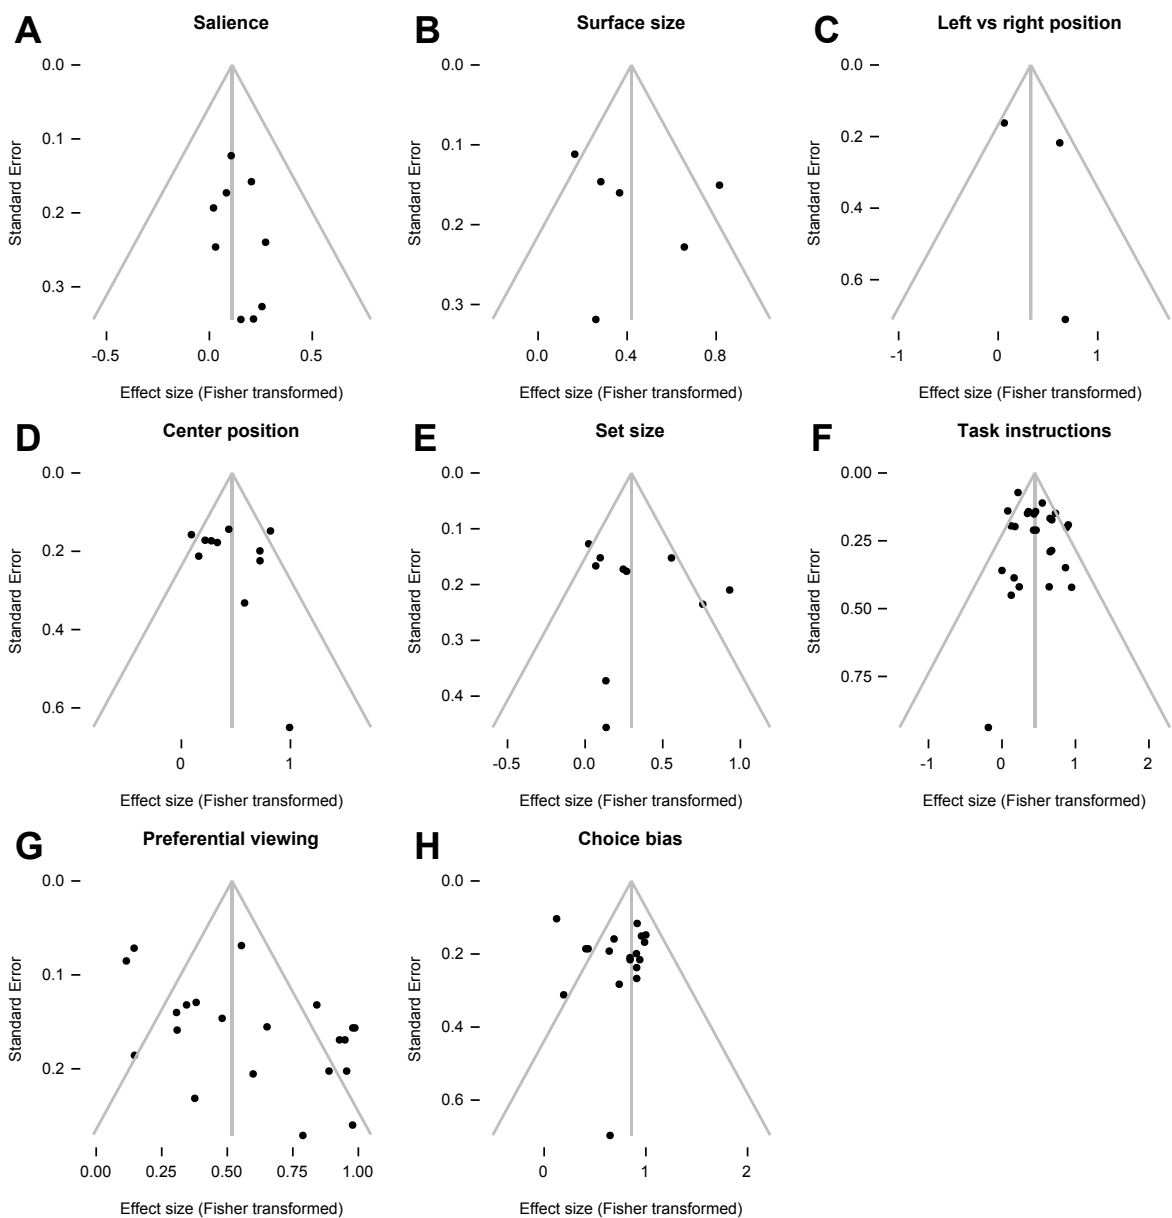 A Salience
0.0
0.1
0.2
0.3
Standard Error
-0.5 0.0 0.5
Effect size (Fisher transformed)
B Surface size
0.0
0.1
0.2
0.3
Standard Error
0.0 0.4 0.8
Effect size (Fisher transformed)
C Left vs right position
0.0
0.2
0.4
0.6
Standard Error
-1 0 1
Effect size (Fisher transformed)
D Center position
0.0
0.2
0.4
0.6
Standard Error
0 1
Effect size (Fisher transformed)
E Set size
0.0
0.1
0.2
0.3
0.4
Standard Error
-0.5 0.0 0.5 1.0
Effect size (Fisher transformed)
F Task instructions
0.00
0.25
0.50
0.75
Standard Error
-1 0 1 2
Effect size (Fisher transformed)
G Preferential viewing
0.0
0.1
0.2
Standard Error
0.00 0.25 0.50 0.75 1.00
Effect size (Fisher transformed)
H Choice bias
0.0
0.2
0.4
0.6
Standard Error
0 1 2
Effect size (Fisher transformed)